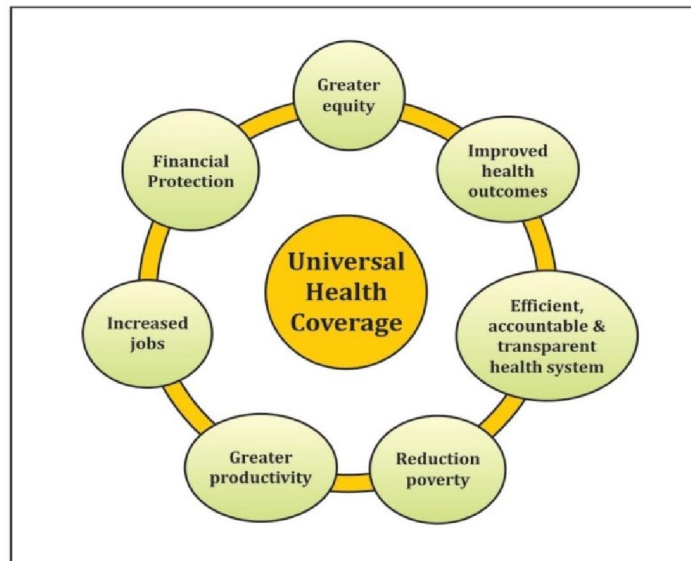 Greater
equity
Improved
health
outcomes
Efficient,
accountable &
transparent
health system
Reduction
poverty
Greater
productivity
Increased
jobs
Financial
Protection
Universal
Health
Coverage